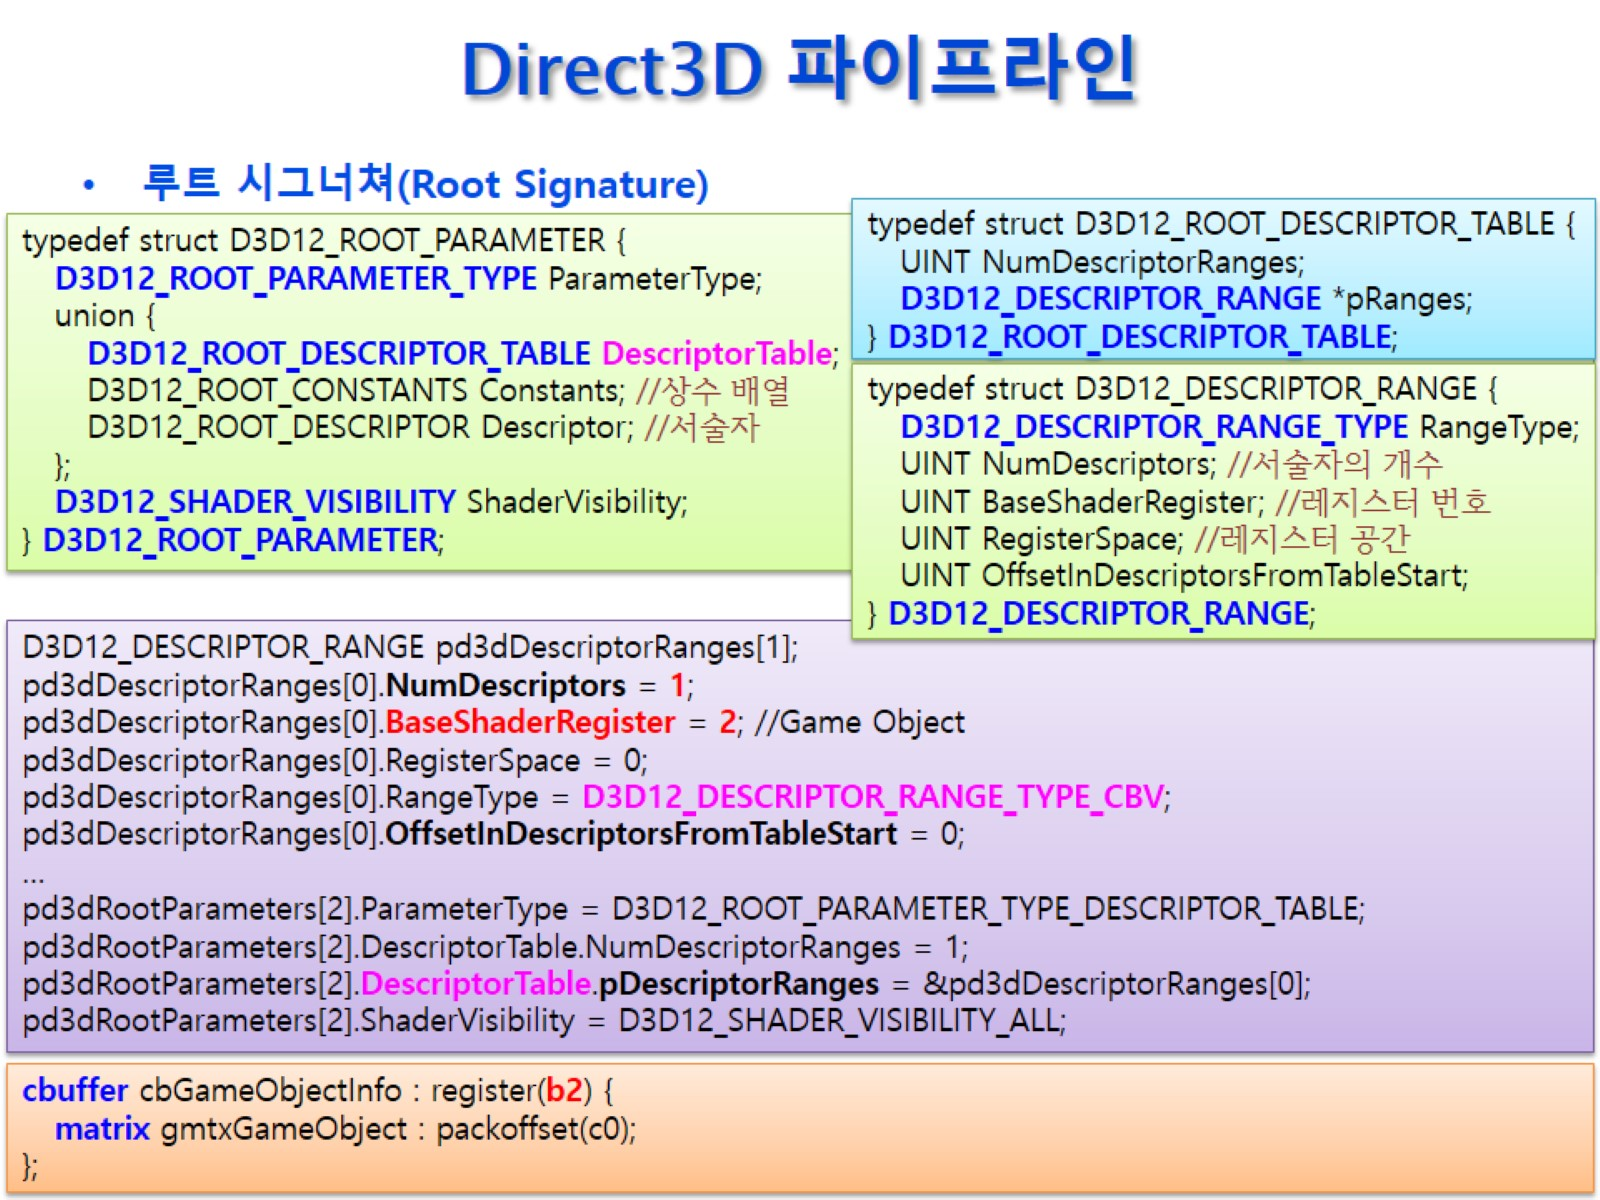 Direct3D 파이프라인
• 루트 시그너쳐(Root Signature)
typedef struct D3D12_ROOT_PARAMETER {
D3D12_ROOT_PARAMETER_TYPE ParameterType;
union {
D3D12_ROOT_DESCRIPTOR_TABLE DescriptorTable;
D3D12_ROOT_CONSTANTS Constants; //상수 배열
D3D12_ROOT_DESCRIPTOR Descriptor; //서술자
};
D3D12_SHADER_VISIBILITY ShaderVisibility;
} D3D12_ROOT_PARAMETER;
typedef struct D3D12_ROOT_DESCRIPTOR_TABLE {
UINT NumDescriptorRanges;
D3D12_DESCRIPTOR_RANGE *pRanges;
} D3D12_ROOT_DESCRIPTOR_TABLE;
typedef struct D3D12_DESCRIPTOR_RANGE {
D3D12_DESCRIPTOR_RANGE_TYPE RangeType;
UINT NumDescriptors; //서술자의 개수
UINT BaseShaderRegister; //레지스터 번호
UINT RegisterSpace; //레지스터 공간
UINT OffsetInDescriptorsFromTableStart;
} D3D12_DESCRIPTOR_RANGE;
D3D12_DESCRIPTOR_RANGE pd3dDescriptorRanges[1];
pd3dDescriptorRanges[0].NumDescriptors = 1;
pd3dDescriptorRanges[0].BaseShaderRegister = 2; //Game Object
pd3dDescriptorRanges[0].RegisterSpace = 0;
pd3dDescriptorRanges[0].RangeType = D3D12_DESCRIPTOR_RANGE_TYPE_CBV;
pd3dDescriptorRanges[0].OffsetInDescriptorsFromTableStart = 0;
...
pd3dRootParameters[2].ParameterType = D3D12_ROOT_PARAMETER_TYPE_DESCRIPTOR_TABLE;
pd3dRootParameters[2].DescriptorTable.NumDescriptorRanges = 1;
pd3dRootParameters[2].DescriptorTable.pDescriptorRanges = &pd3dDescriptorRanges[0];
pd3dRootParameters[2].ShaderVisibility = D3D12_SHADER_VISIBILITY_ALL;
cbuffer cbGameObjectInfo : register(b2) {
matrix gmtxGameObject : packoffset(c0);
};